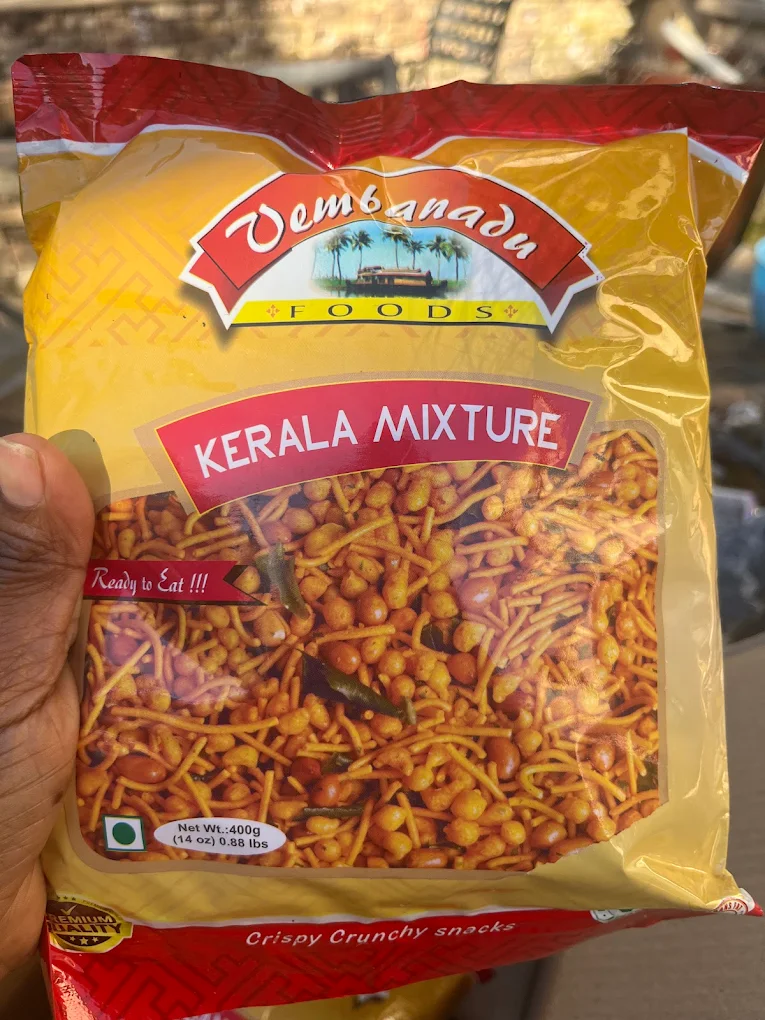 Vembanadu
FOODS
KERALA MIXTURE
Ready to Eat !!!
Net Wt.:400g
(14 oz) 0.88 lbs
PREMIUM
QUALITY
Crispy Crunchy snacks